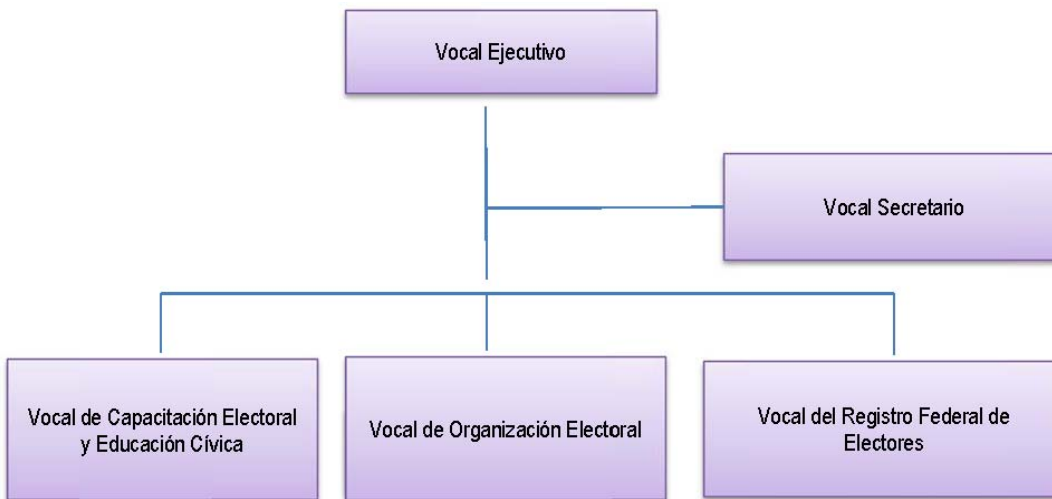 Vocal Ejecutivo
Vocal Secretario
Vocal de Capacitación Electoral
y Educación Cívica
Vocal de Organización Electoral
Vocal del Registro Federal de
Electores